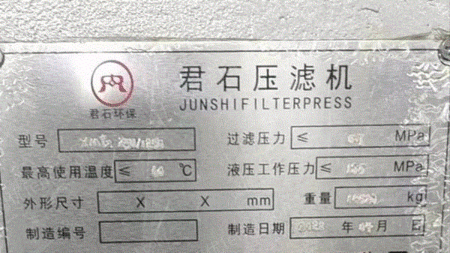 君石压滤机
JUNSHIFILTERPRESS
君石环保
型号 过滤压力 ≤ MPa
最高使用温度 ≤ ℃ 液压工作压力 ≤ MPa
外形尺寸 X X mm 重量 kg
制造编号 制造日期 年 月